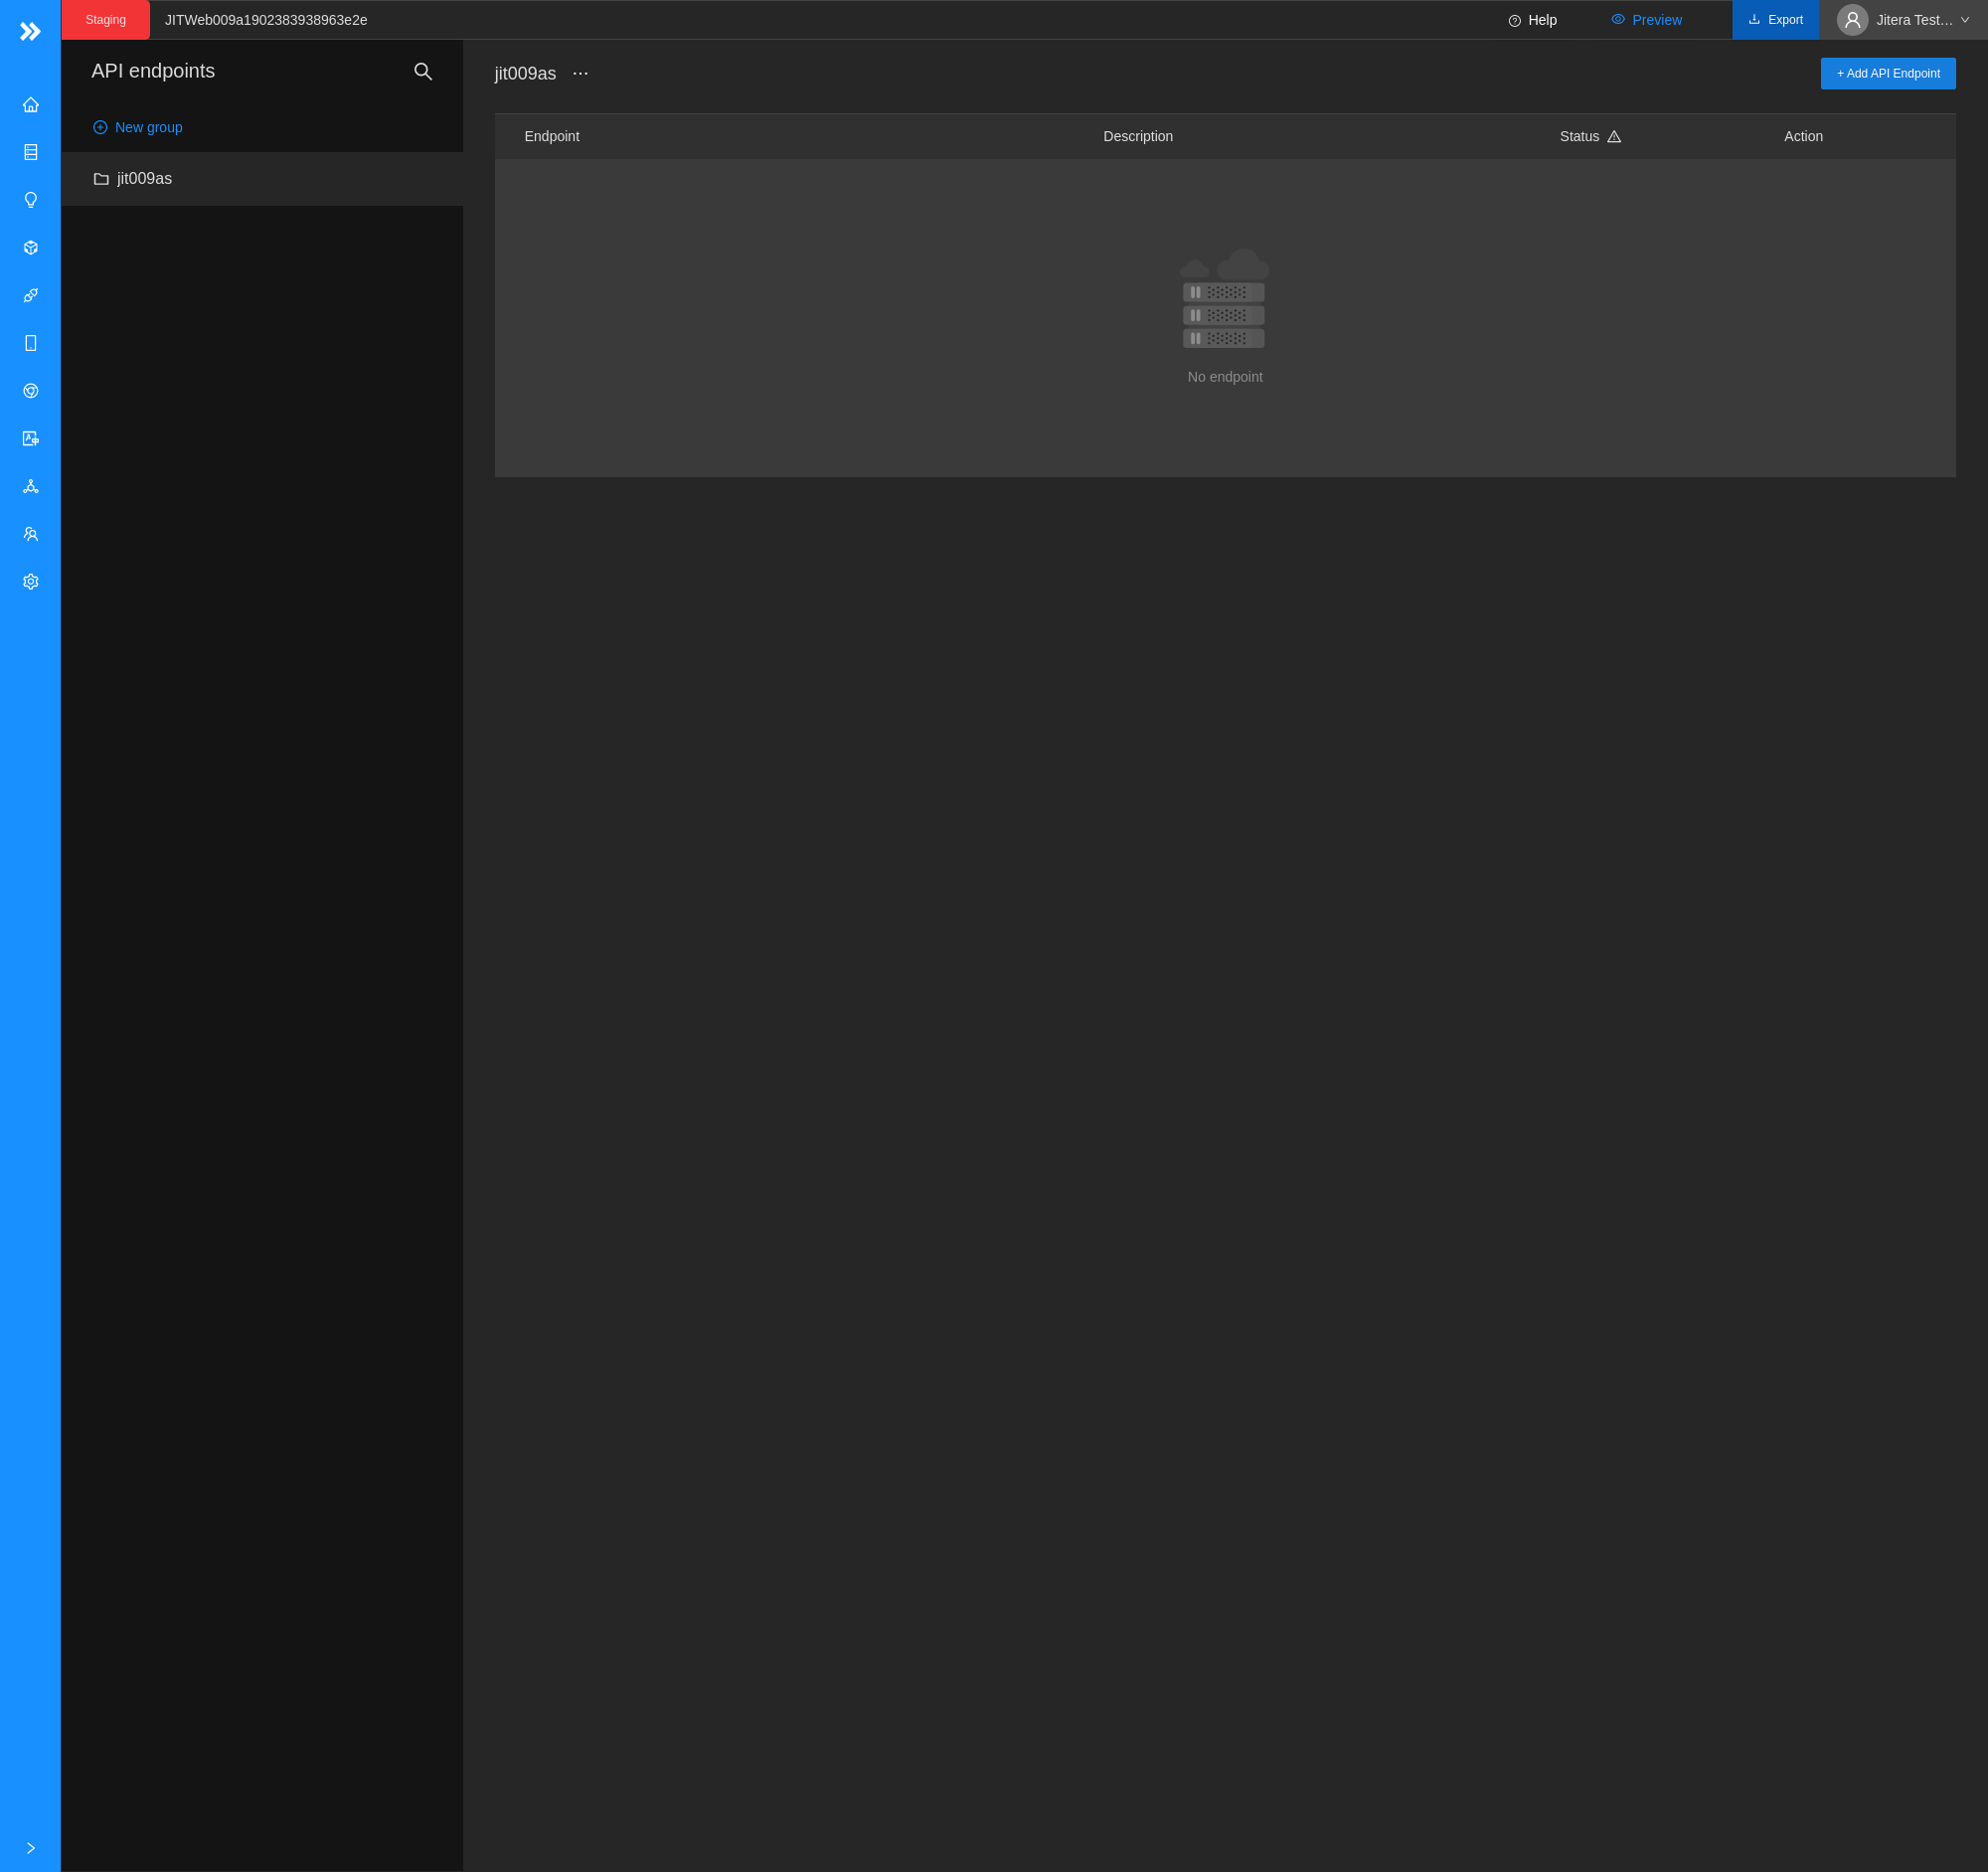 Staging
JITWeb009a1902383938963e2e
Help
Preview
Export
Jitera Test…
API endpoints
New group
jit009as
jit009as
+ Add API Endpoint
Endpoint
Description
Status
Action
No endpoint